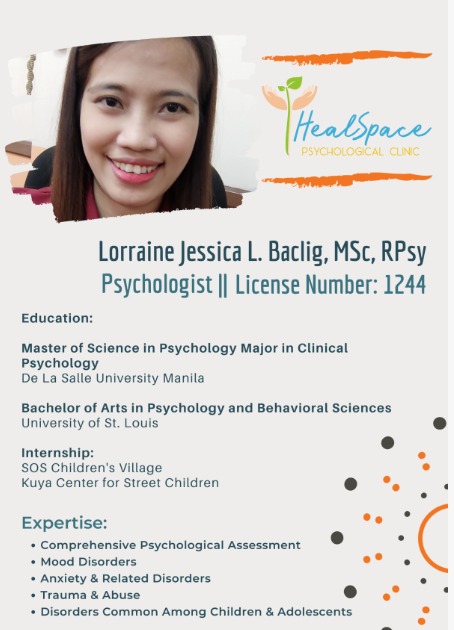 HealSpace
PSYCHOLOGICAL CLINIC
Lorraine Jessica L. Baclig, MSc, RPsy
Psychologist || License Number: 1244
Education:
Master of Science in Psychology Major in Clinical
Psychology
De La Salle University Manila
Bachelor of Arts in Psychology and Behavioral Sciences
University of St. Louis
Internship:
SOS Children's Village
Kuya Center for Street Children
Expertise:
• Comprehensive Psychological Assessment
• Mood Disorders
• Anxiety & Related Disorders
• Trauma & Abuse
• Disorders Common Among Children & Adolescents